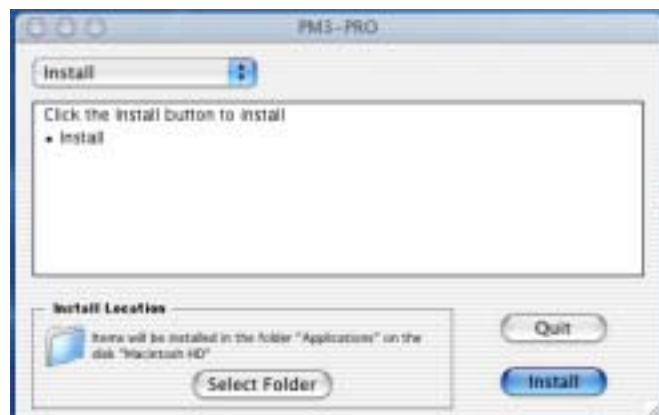 PM3-PRO
Install
Click the Install button to install
• Install
Install Location
Items will be installed in the folder "Applications" on the
disk "Macintosh HD"
Select Folder
Quit
Install